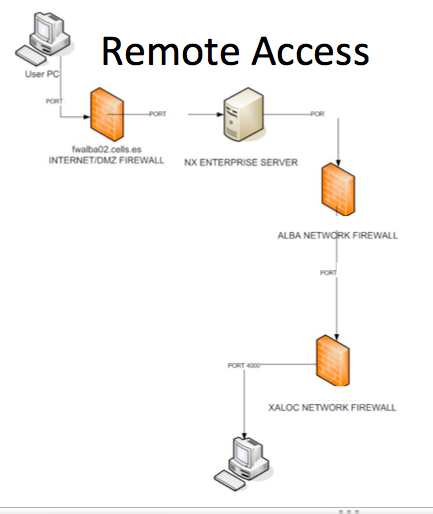 Remote Access
User PC
PORT
PORT
fwalba02.cells.es
INTERNET/DMZ FIREWALL
NX ENTERPRISE SERVER
POR
ALBA NETWORK FIREWALL
PORT
PORT 4000
XALOC NETWORK FIREWALL